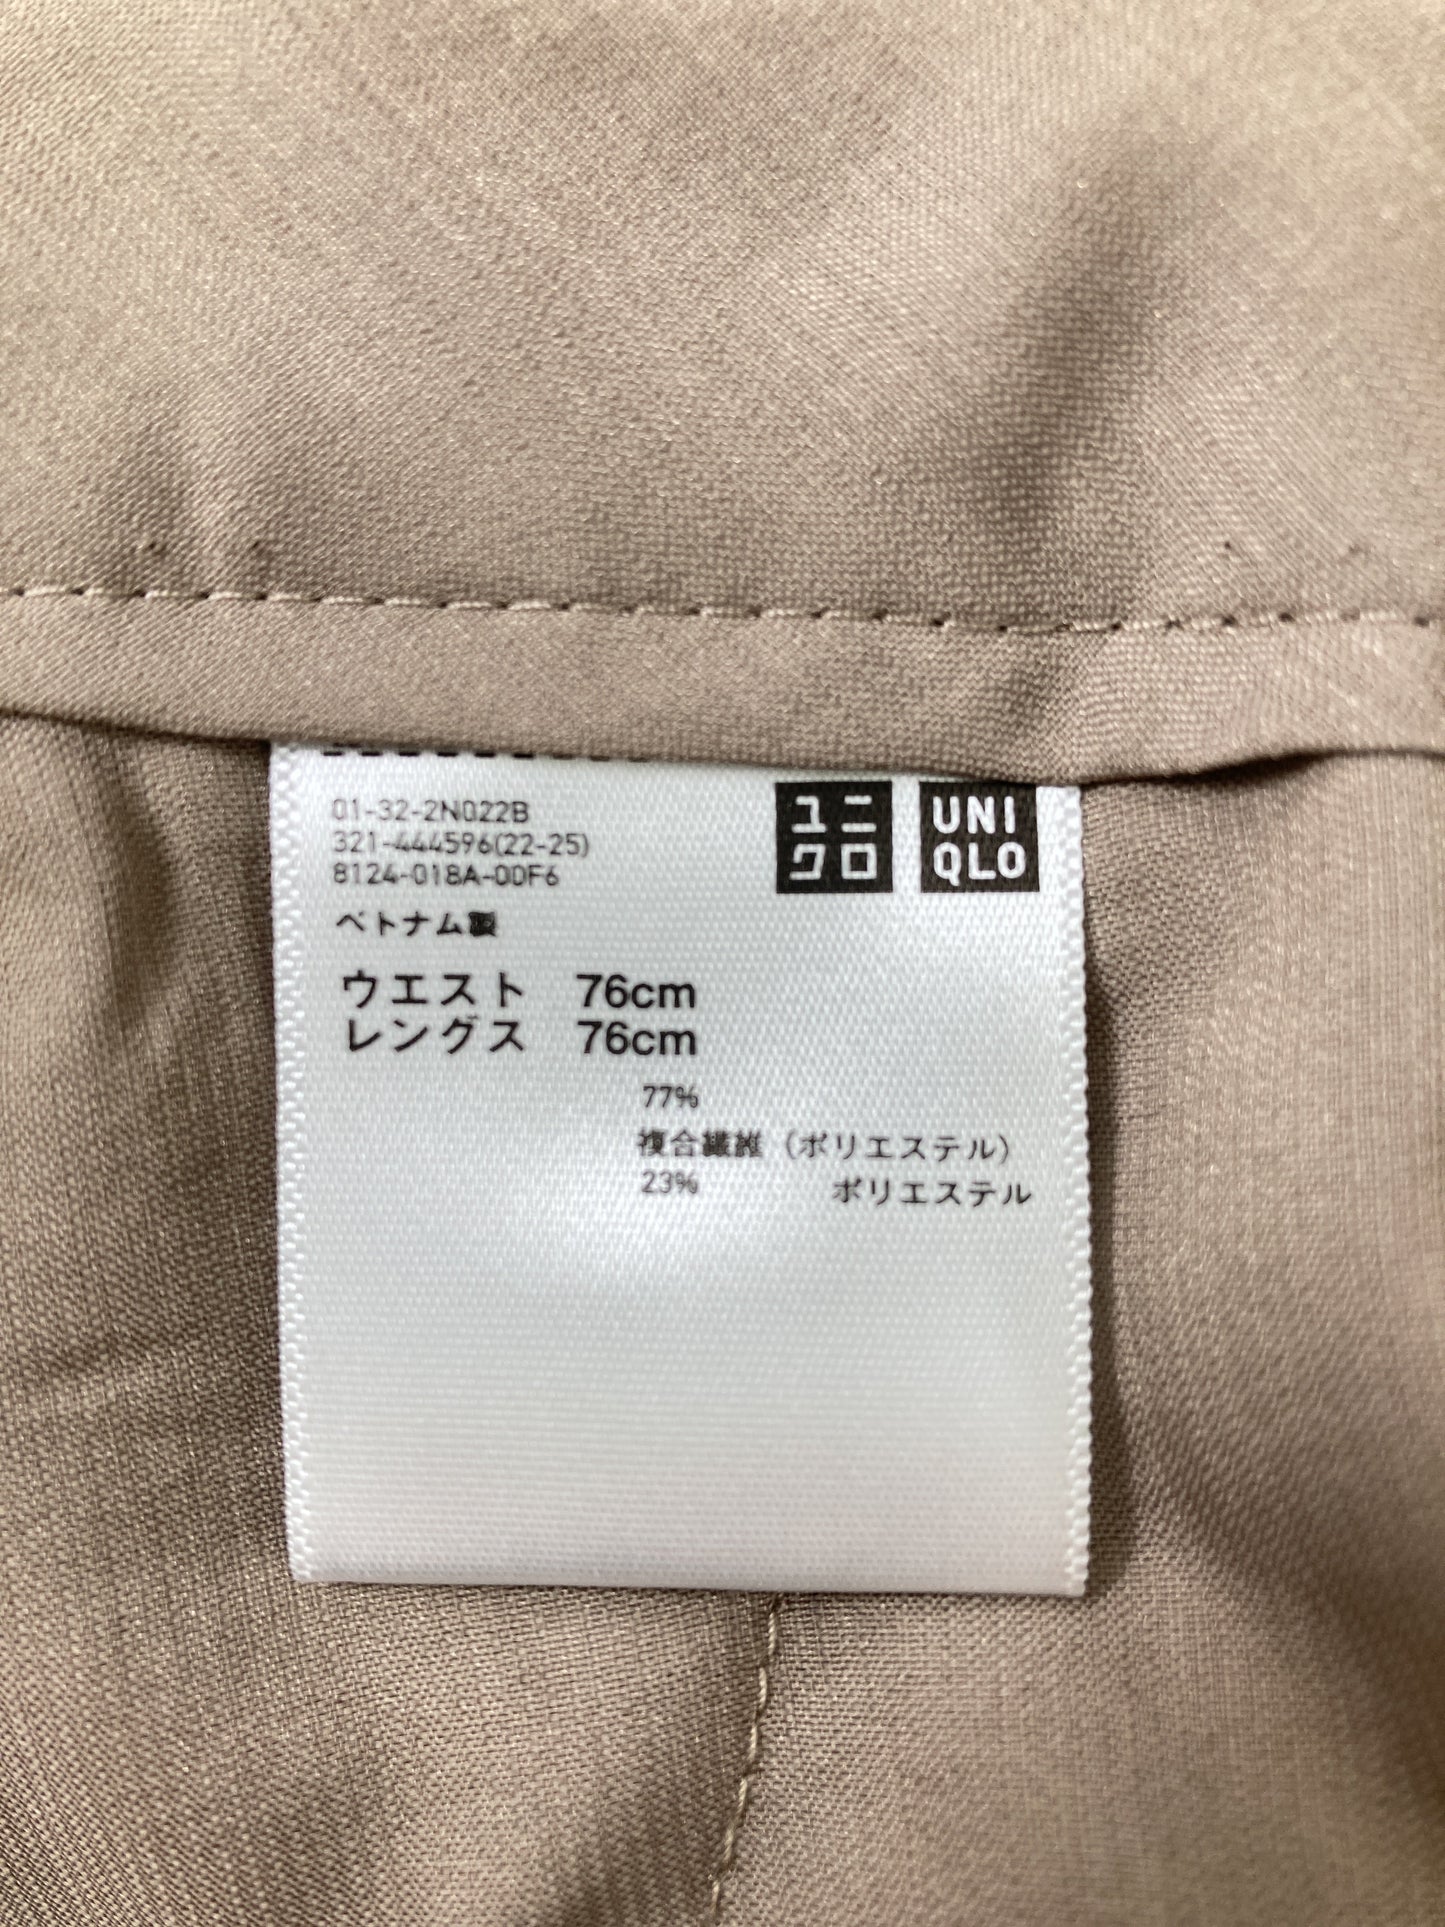 01-32-2N022B
321-444596(22-25)
8124-018A-00F6
ユニ
クロ
UNI
QLO
ベトナム製
ウエスト 76cm
レングス 76cm
77%
複合繊維（ポリエステル）
23% ポリエステル